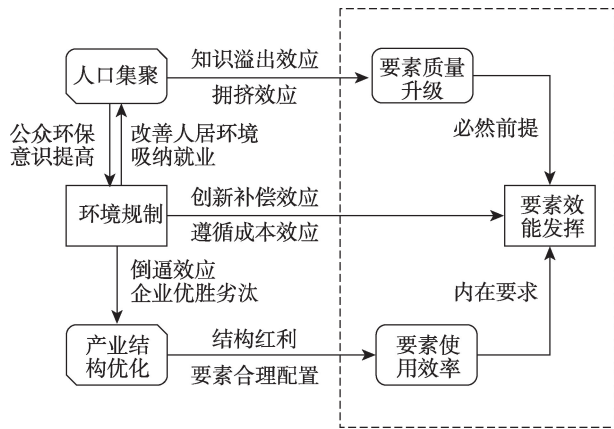 知识溢出效应
人口集聚
要素质量
升级
拥挤效应
公众环保
意识提高
改善人居环境
吸纳就业
必然前提
创新补偿效应
环境规制
要素效
能发挥
遵循成本效应
倒逼效应
企业优胜劣汰
内在要求
结构红利
产业结
构优化
要素使
用效率
要素合理配置